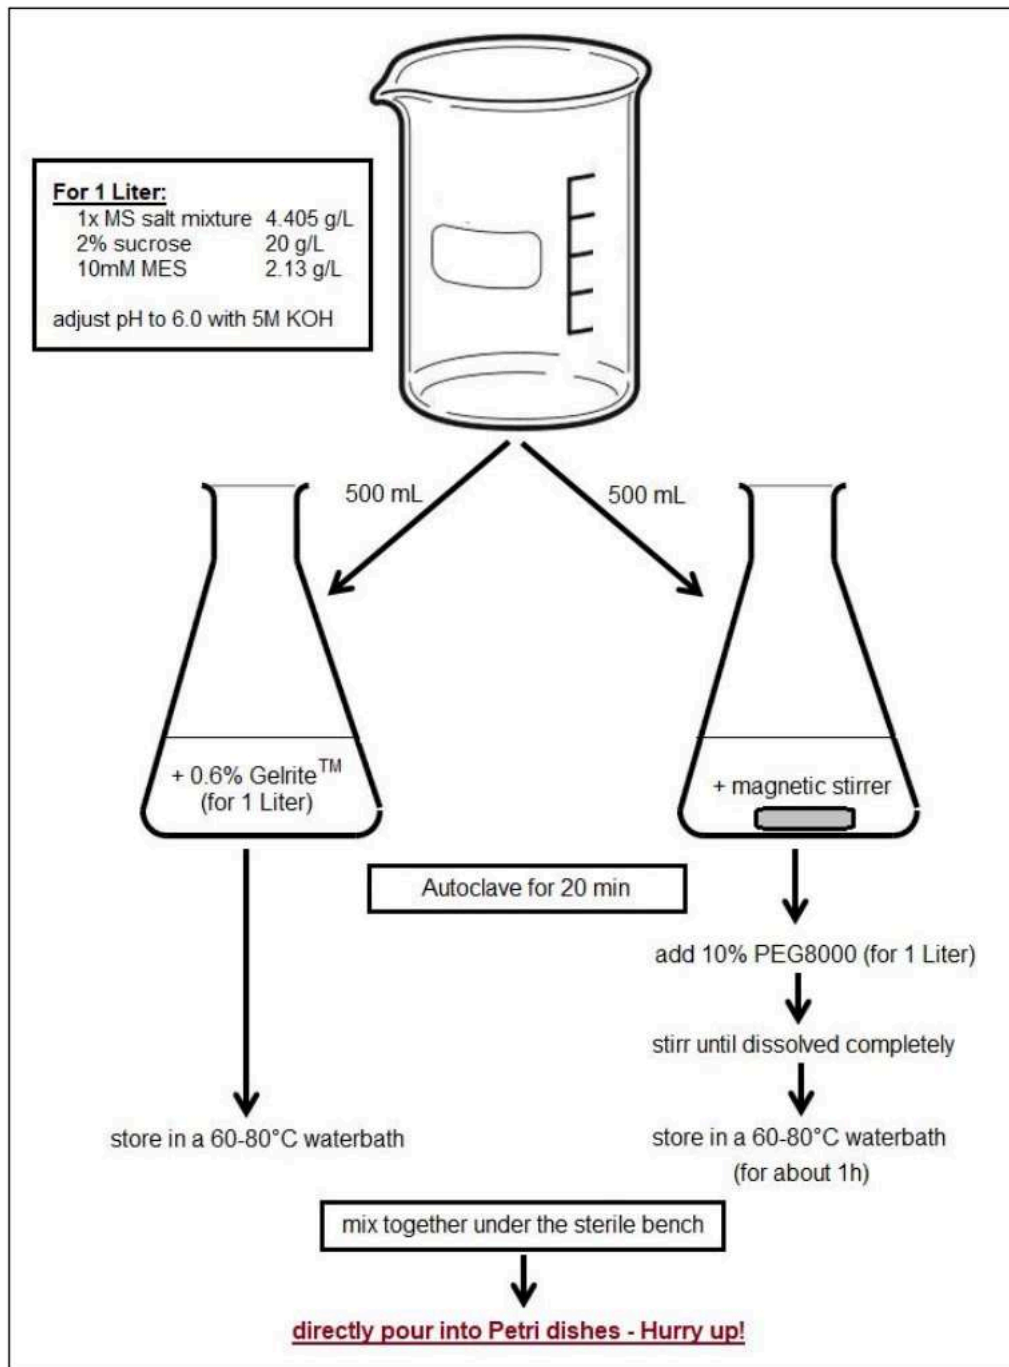 For 1 Liter:
1x MS salt mixture 4.405 g/L
2% sucrose 20 g/L
10mM MES 2.13 g/L
adjust pH to 6.0 with 5M KOH
500 mL
500 mL
+ 0.6% Gelrite™
(for 1 Liter)
+ magnetic stirrer
Autoclave for 20 min
add 10% PEG8000 (for 1 Liter)
stirr until dissolved completely
store in a 60-80°C waterbath
store in a 60-80°C waterbath
(for about 1h)
mix together under the sterile bench
directly pour into Petri dishes - Hurry up!